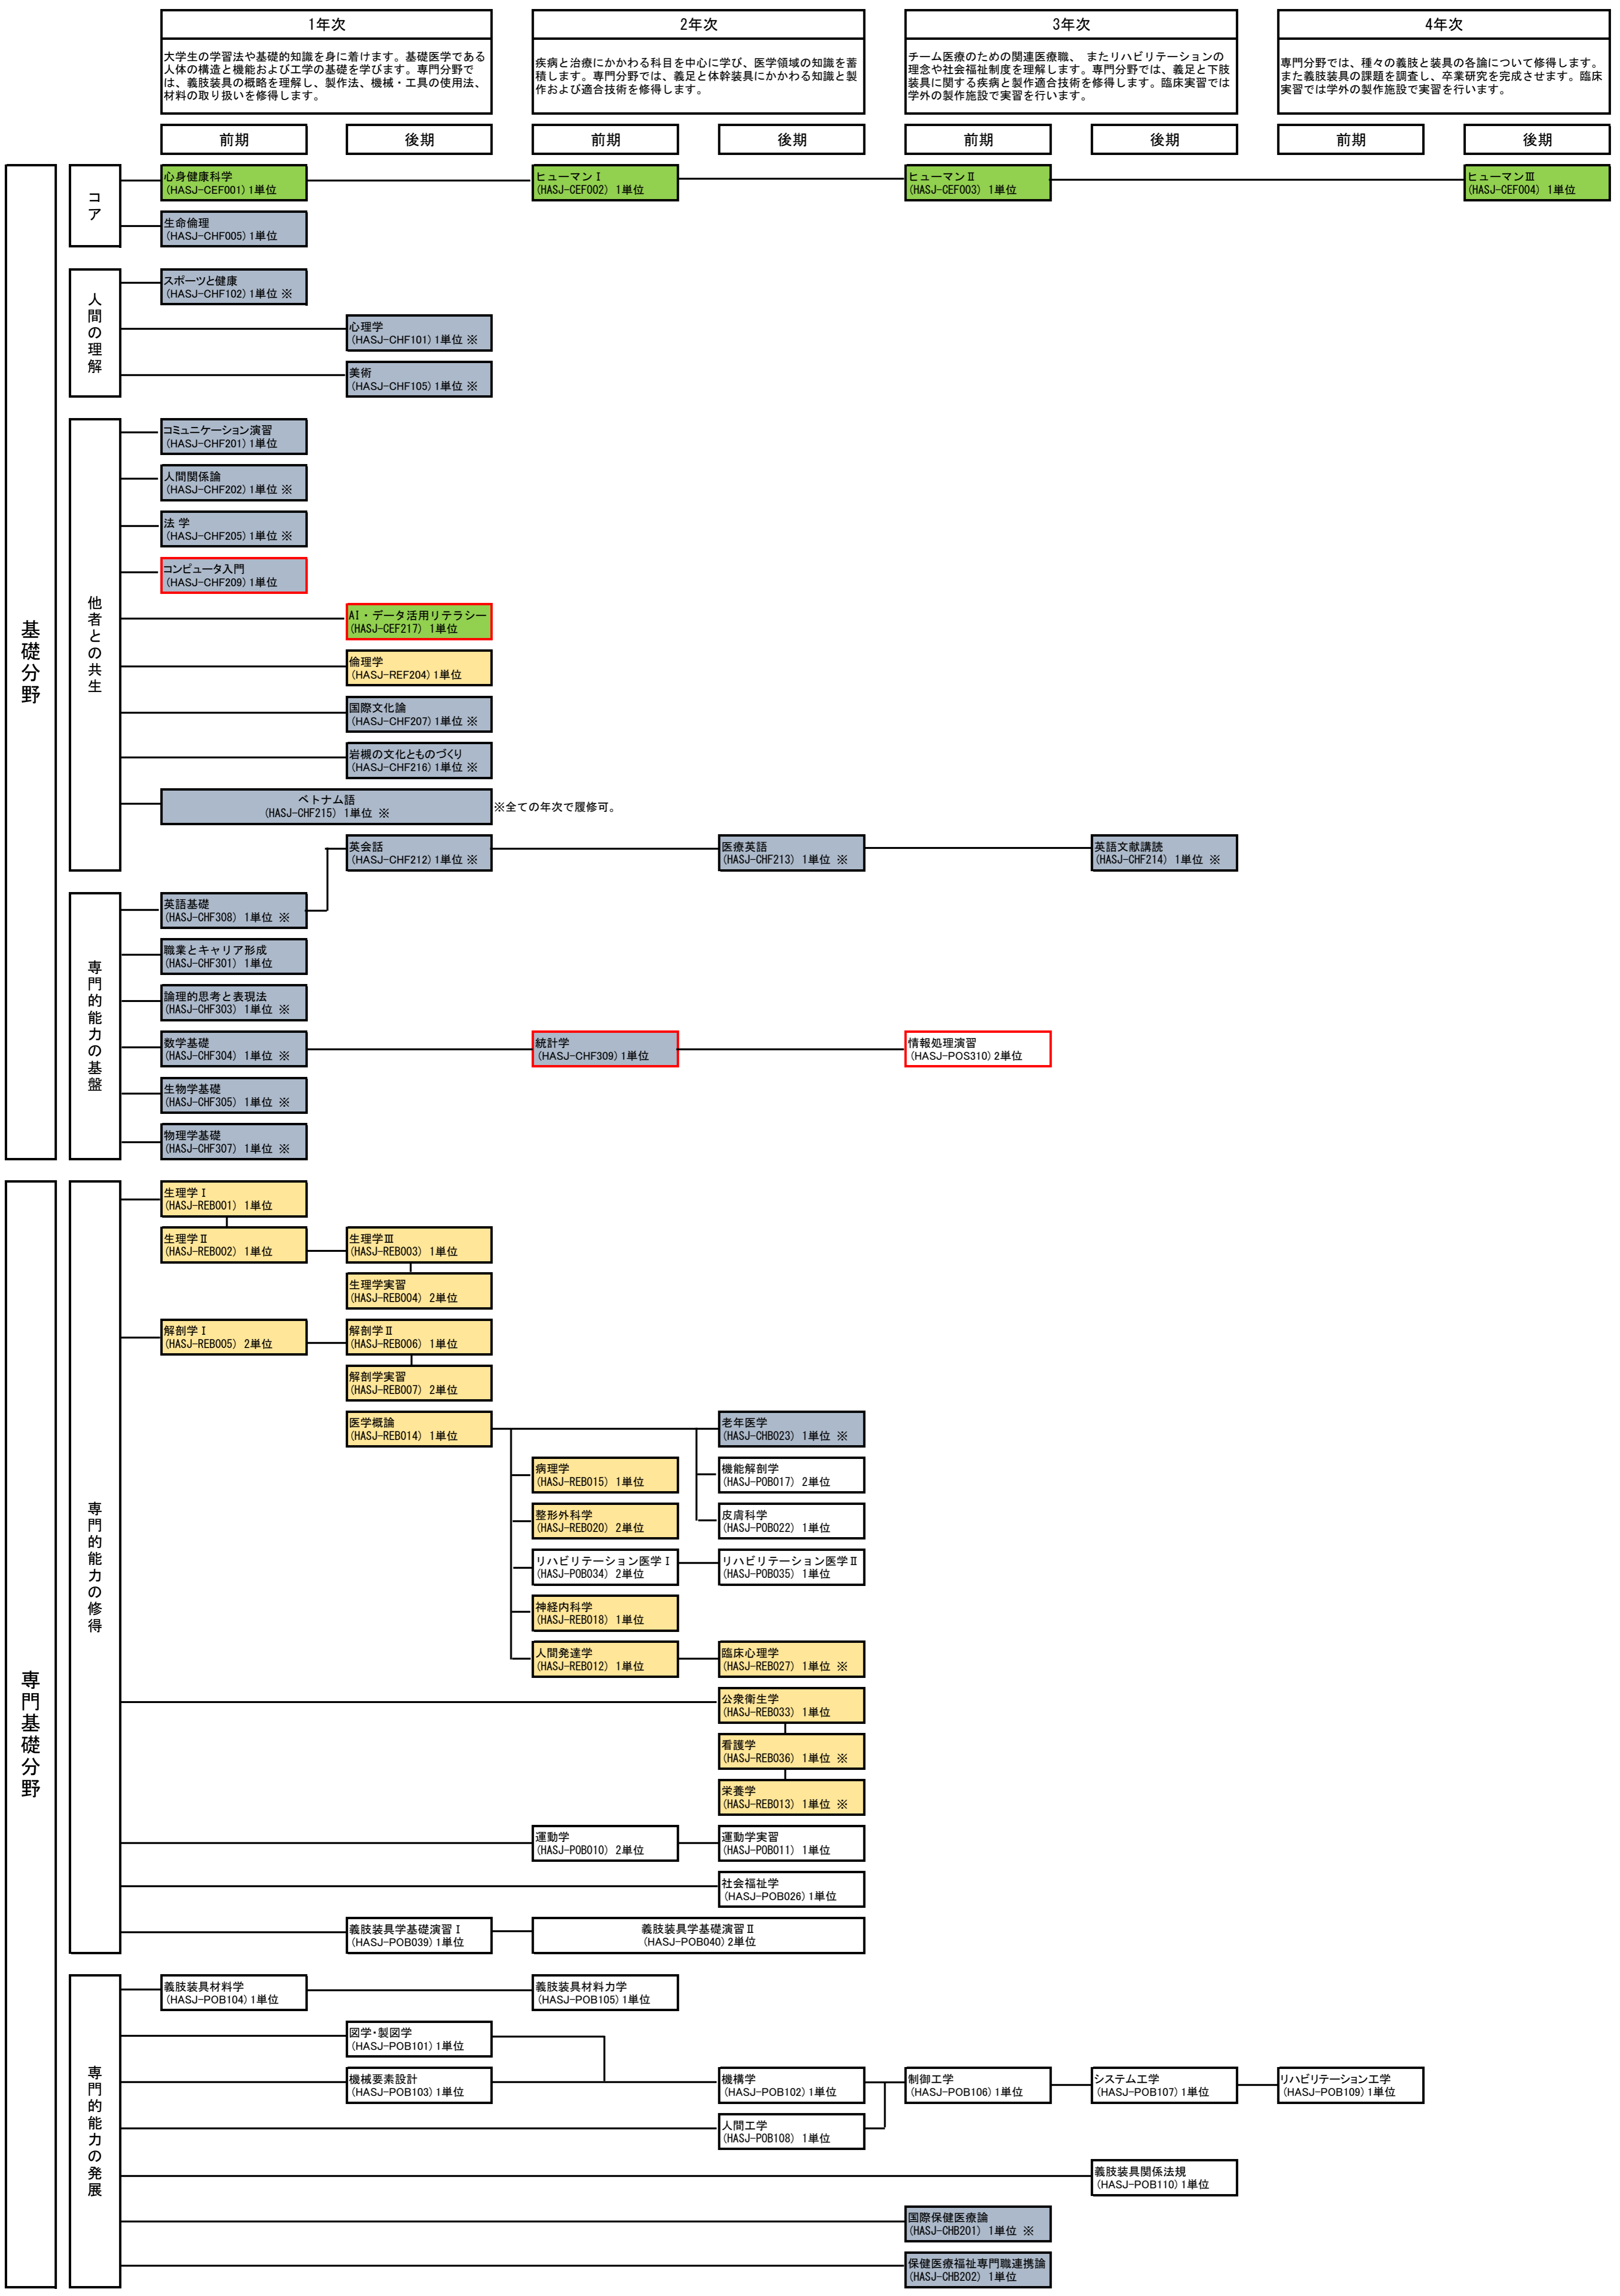 1年次
2年次
3年次
4年次
大学生の学習法や基礎的知識を身に着けます。基礎医学である
人体の構造と機能および工学の基礎を学びます。専門分野で
は、義肢装具の概略を理解し、製作法、機械・工具の使用法、
材料の取り扱いを修得します。
疾病と治療にかかわる科目を中心に学び、医学領域の知識を蓄
積します。専門分野では、義足と体幹装具にかかわる知識と製
作および適合技術を修得します。
チーム医療のための関連医療職、 またリハビリテーションの
理念や社会福祉制度を理解します。専門分野では、義足と下肢
装具に関する疾病と製作適合技術を修得します。臨床実習では
学外の製作施設で実習を行います。
専門分野では、種々の義肢と装具の各論について修得します。
また義肢装具の課題を調査し、卒業研究を完成させます。臨床
実習では学外の製作施設で実習を行います。
前期
後期
前期
後期
前期
後期
前期
後期
基礎分野
コア
心身健康科学
(HASJ-CEF001) 1単位
ヒューマンⅠ
(HASJ-CEF002) 1単位
ヒューマンⅡ
(HASJ-CEF003) 1単位
ヒューマンⅢ
(HASJ-CEF004) 1単位
生命倫理
(HASJ-CHF005) 1単位
人間の理解
スポーツと健康
(HASJ-CHF102) 1単位 ※
心理学
(HASJ-CHF101) 1単位 ※
美術
(HASJ-CHF105) 1単位 ※
他者との共生
コミュニケーション演習
(HASJ-CHF201) 1単位
人間関係論
(HASJ-CHF202) 1単位 ※
法 学
(HASJ-CHF205) 1単位 ※
コンピュータ入門
(HASJ-CHF209) 1単位
AI・データ活用リテラシー
(HASJ-CEF217) 1単位
倫理学
(HASJ-REF204) 1単位
国際文化論
(HASJ-CHF207) 1単位 ※
岩槻の文化とものづくり
(HASJ-CHF216) 1単位 ※
ベトナム語
(HASJ-CHF215) 1単位 ※
※全ての年次で履修可。
英会話
(HASJ-CHF212) 1単位 ※
医療英語
(HASJ-CHF213) 1単位 ※
英語文献講読
(HASJ-CHF214) 1単位 ※
専門的能力の基盤
英語基礎
(HASJ-CHF308) 1単位 ※
職業とキャリア形成
(HASJ-CHF301) 1単位
論理的思考と表現法
(HASJ-CHF303) 1単位 ※
数学基礎
(HASJ-CHF304) 1単位 ※
統計学
(HASJ-CHF309) 1単位
情報処理演習
(HASJ-POS310) 2単位
生物学基礎
(HASJ-CHF305) 1単位 ※
物理学基礎
(HASJ-CHF307) 1単位 ※
専門基礎分野
専門的能力の修得
生理学Ⅰ
(HASJ-REB001) 1単位
生理学Ⅱ
(HASJ-REB002) 1単位
生理学Ⅲ
(HASJ-REB003) 1単位
生理学実習
(HASJ-REB004) 2単位
解剖学Ⅰ
(HASJ-REB005) 2単位
解剖学Ⅱ
(HASJ-REB006) 1単位
解剖学実習
(HASJ-REB007) 2単位
医学概論
(HASJ-REB014) 1単位
老年医学
(HASJ-CHB023) 1単位 ※
病理学
(HASJ-REB015) 1単位
機能解剖学
(HASJ-POB017) 2単位
整形外科学
(HASJ-REB020) 2単位
皮膚科学
(HASJ-POB022) 1単位
リハビリテーション医学Ⅰ
(HASJ-POB034) 2単位
リハビリテーション医学Ⅱ
(HASJ-POB035) 1単位
神経内科学
(HASJ-REB018) 1単位
人間発達学
(HASJ-REB012) 1単位
臨床心理学
(HASJ-REB027) 1単位 ※
公衆衛生学
(HASJ-REB033) 1単位
看護学
(HASJ-REB036) 1単位 ※
栄養学
(HASJ-REB013) 1単位 ※
運動学
(HASJ-POB010) 2単位
運動学実習
(HASJ-POB011) 1単位
社会福祉学
(HASJ-POB026) 1単位
義肢装具学基礎演習Ⅰ
(HASJ-POB039) 1単位
義肢装具学基礎演習Ⅱ
(HASJ-POB040) 2単位
専門的能力の発展
義肢装具材料学
(HASJ-POB104) 1単位
義肢装具材料力学
(HASJ-POB105) 1単位
図学・製図学
(HASJ-POB101) 1単位
機械要素設計
(HASJ-POB103) 1単位
機構学
(HASJ-POB102) 1単位
制御工学
(HASJ-POB106) 1単位
システム工学
(HASJ-POB107) 1単位
リハビリテーション工学
(HASJ-POB109) 1単位
人間工学
(HASJ-POB108) 1単位
義肢装具関係法規
(HASJ-POB110) 1単位
国際保健医療論
(HASJ-CHB201) 1単位 ※
保健医療福祉専門職連携論
(HASJ-CHB202) 1単位